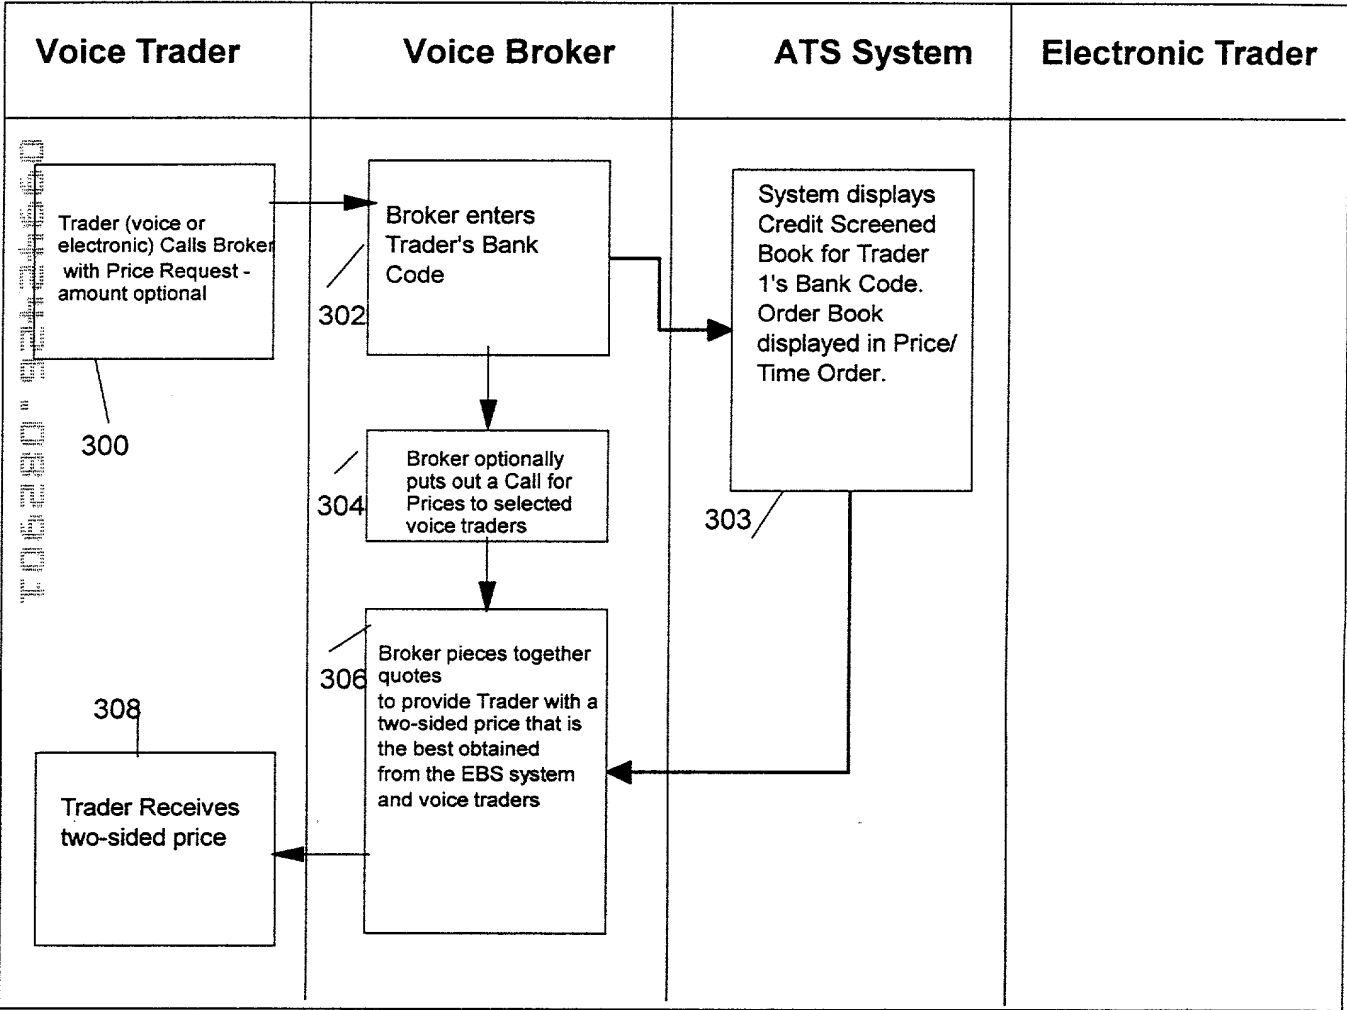 Voice Trader
Voice Broker
ATS System
Electronic Trader
Trader (voice or
electronic) Calls Broker
with Price Request -
amount optional
300
Broker enters
Trader's Bank
Code
302
System displays
Credit Screened
Book for Trader
1's Bank Code.
Order Book
displayed in Price/
Time Order.
303
Broker optionally
puts out a Call for
Prices to selected
voice traders
304
Broker pieces together
quotes
to provide Trader with a
two-sided price that is
the best obtained
from the EBS system
and voice traders
306
308
Trader Receives
two-sided price